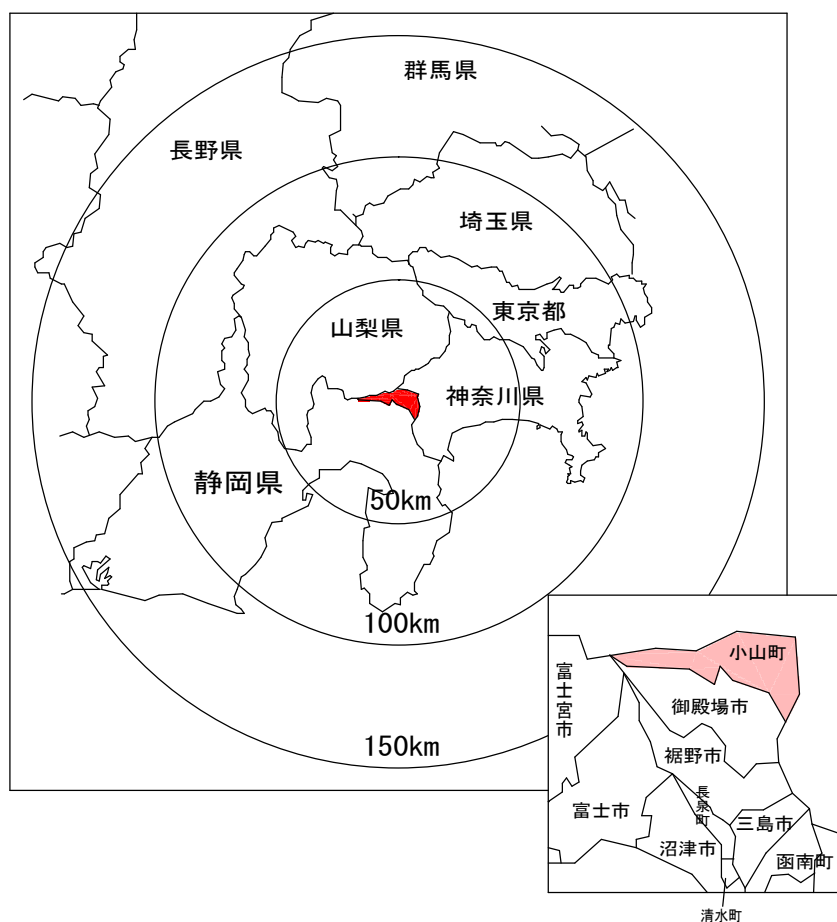 群馬県
長野県
埼玉県
東京都
山梨県
神奈川県
静岡県
50km
100km
150km
小山町
富士宮市
御殿場市
裾野市
長泉町
富士市
三島市
沼津市
函南町
清水町